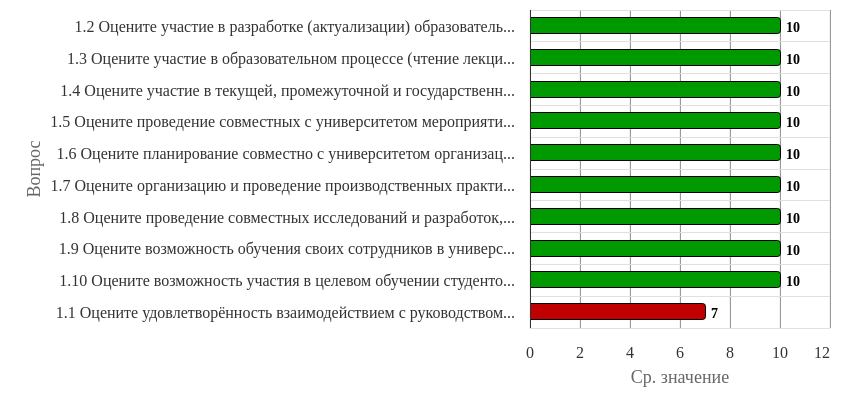 1.2 Оцените участие в разработке (актуализации) образователь... 10
1.3 Оцените участие в образовательном процессе (чтение лекци... 10
1.4 Оцените участие в текущей, промежуточной и государственн... 10
1.5 Оцените проведение совместных с университетом мероприяти... 10
1.6 Оцените планирование совместно с университетом организац... 10
1.7 Оцените организацию и проведение производственных практи... 10
1.8 Оцените проведение совместных исследований и разработок,... 10
1.9 Оцените возможность обучения своих сотрудников в универс... 10
1.10 Оцените возможность участия в целевом обучении студенто... 10
1.1 Оцените удовлетворённость взаимодействием с руководством... 7
Вопрос
0 2 4 6 8 10 12
Ср. значение